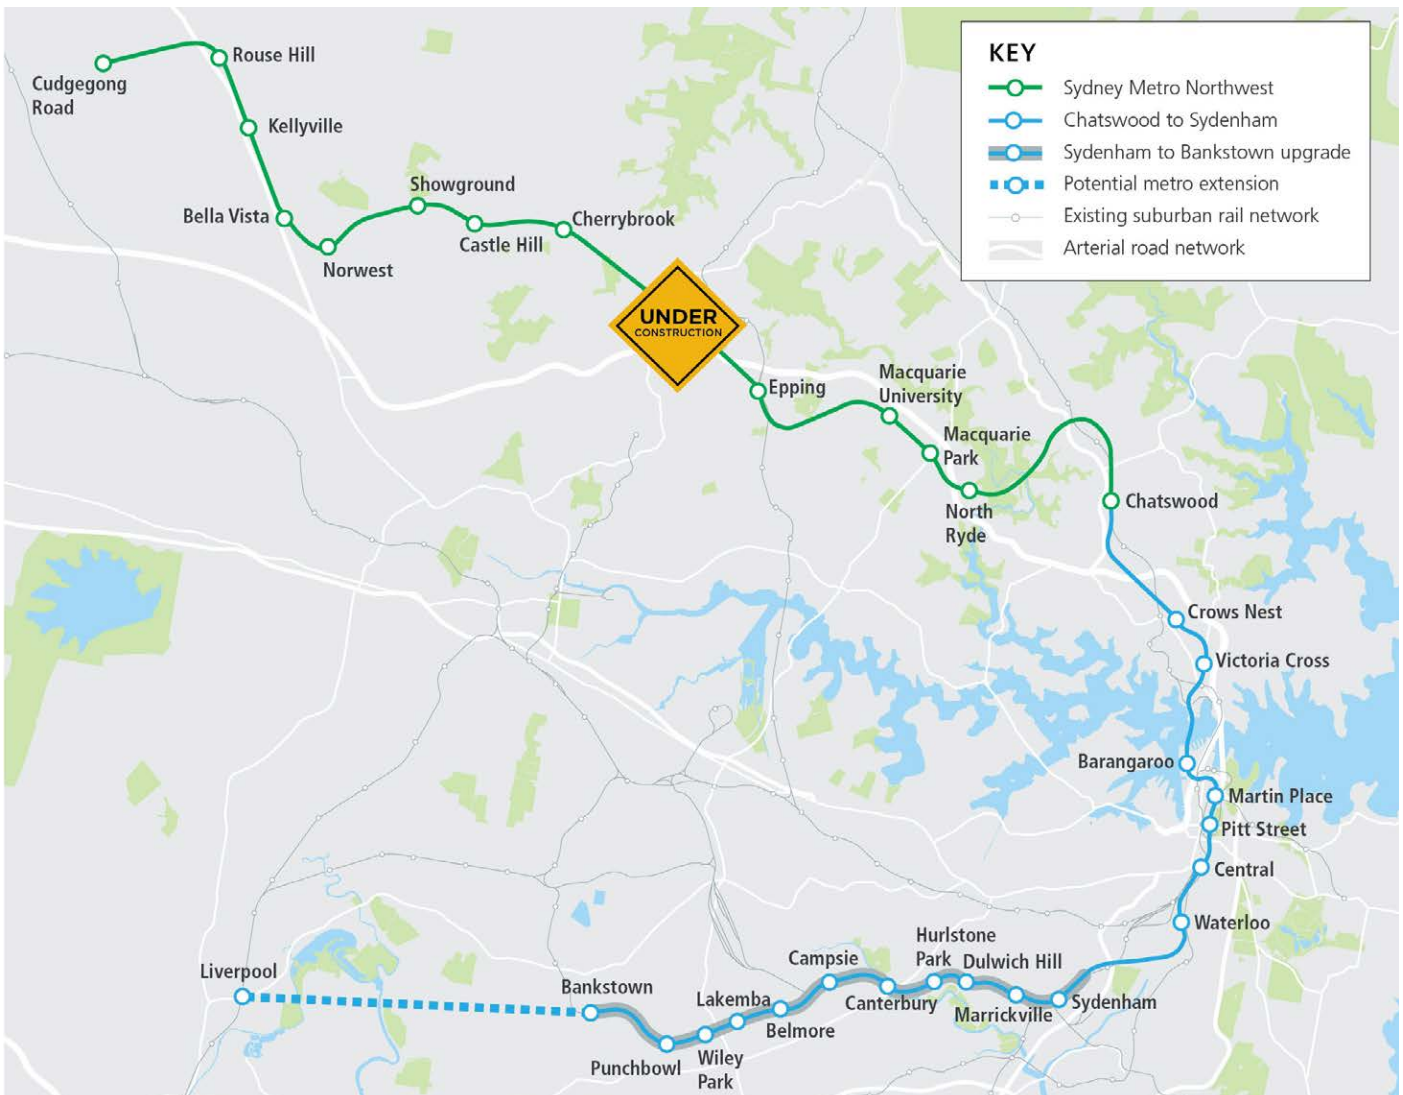 KEY
Sydney Metro Northwest
Chatswood to Sydenham
Sydenham to Bankstown upgrade
Potential metro extension
Existing suburban rail network
Arterial road network
Cudgegong
Road
Rouse Hill
Kellyville
Bella Vista
Norwest
Showground
Castle Hill
Cherrybrook
UNDER
CONSTRUCTION
Epping
Macquarie
University
Macquarie
Park
North
Ryde
Chatswood
Crows Nest
Victoria Cross
Barangaroo
Martin Place
Pitt Street
Central
Waterloo
Sydenham
Marrickville
Dulwich Hill
Hurlstone
Park
Canterbury
Campsie
Belmore
Lakemba
Wiley
Park
Punchbowl
Bankstown
Liverpool